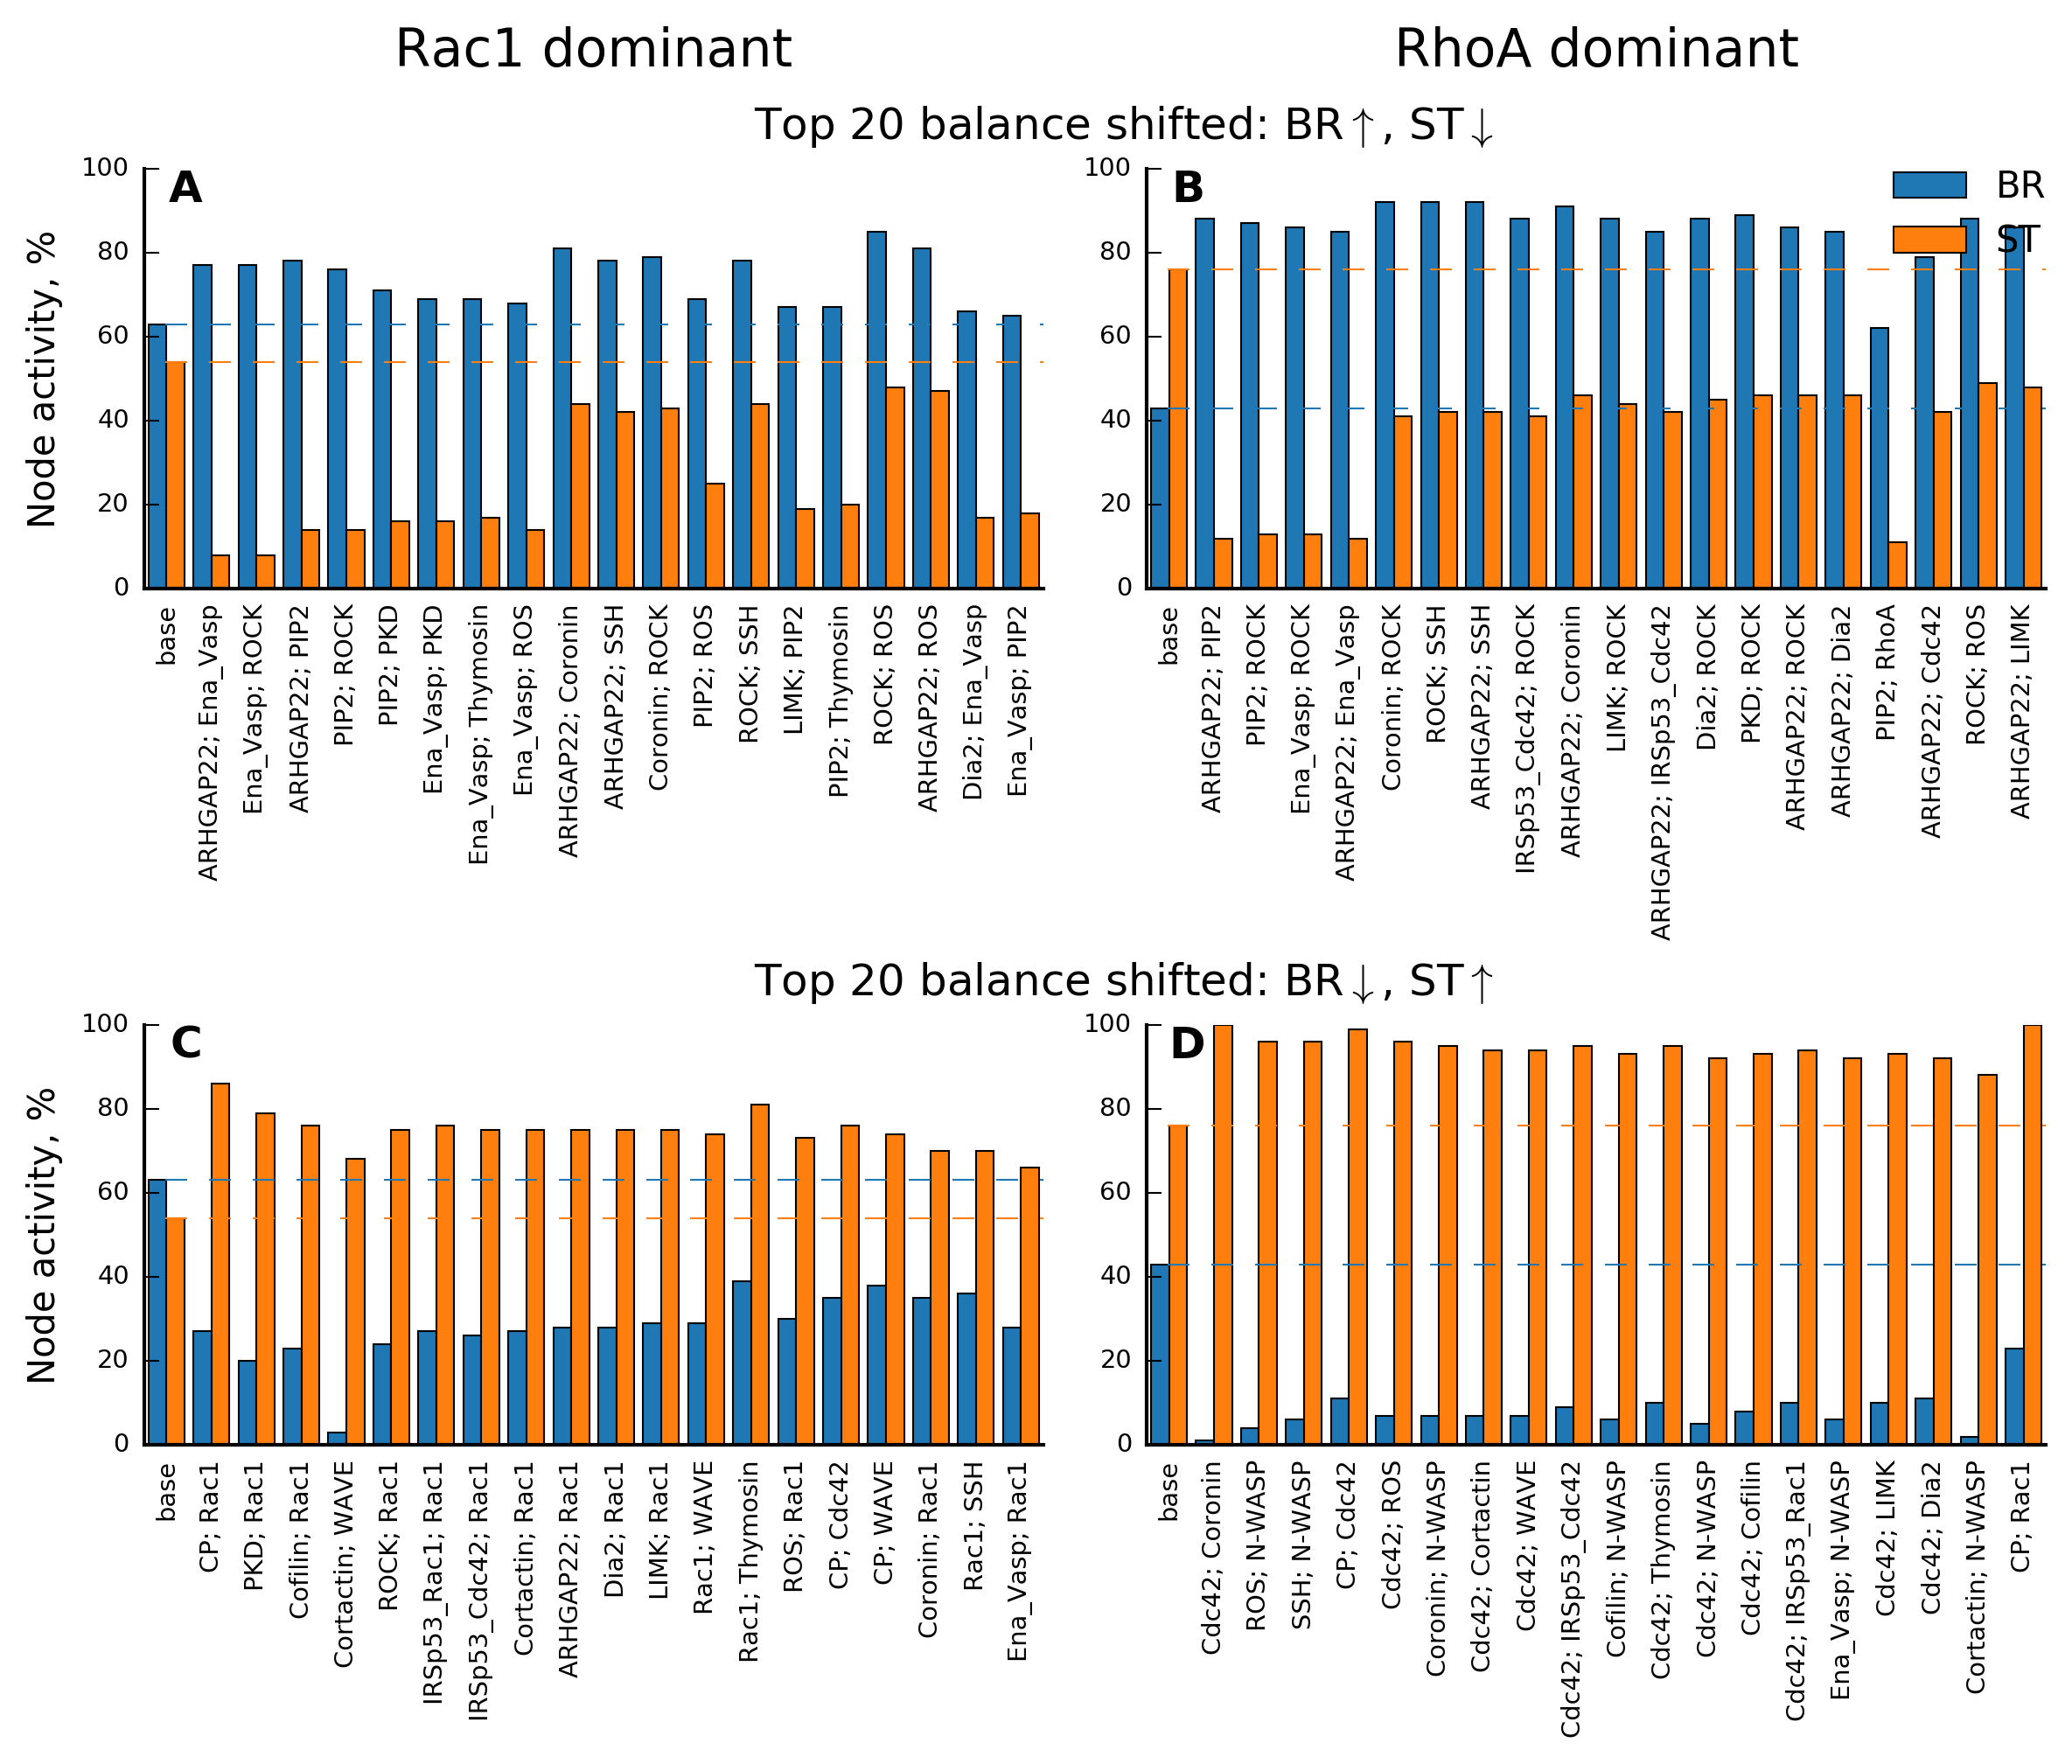 Rac1 dominant
RhoA dominant
Top 20 balance shifted: BR↑, ST↓
A
Node activity, %
100
80
60
40
20
0
base
ARHGAP22; Ena_Vasp
Ena_Vasp; ROCK
ARHGAP22; PIP2
PIP2; ROCK
PIP2; PKD
Ena_Vasp; PKD
Ena_Vasp; Thymosin
Ena_Vasp; ROS
ARHGAP22; Coronin
ARHGAP22; SSH
Coronin; ROCK
PIP2; ROS
ROCK; SSH
LIMK; PIP2
PIP2; Thymosin
ROCK; ROS
ARHGAP22; ROS
Dia2; Ena_Vasp
Ena_Vasp; PIP2
B
BR
ST
100
80
60
40
20
0
base
ARHGAP22; PIP2
PIP2; ROCK
Ena_Vasp; ROCK
ARHGAP22; Ena_Vasp
Coronin; ROCK
ROCK; SSH
ARHGAP22; SSH
IRSp53_Cdc42; ROCK
ARHGAP22; Coronin
LIMK; ROCK
ARHGAP22; IRSp53_Cdc42
Dia2; ROCK
PKD; ROCK
ARHGAP22; ROCK
ARHGAP22; Dia2
PIP2; RhoA
ARHGAP22; Cdc42
ROCK; ROS
ARHGAP22; LIMK
Top 20 balance shifted: BR↓, ST↑
C
Node activity, %
100
80
60
40
20
0
base
CP; Rac1
PKD; Rac1
Cofilin; Rac1
Cortactin; WAVE
ROCK; Rac1
IRSp53_Rac1; Rac1
IRSp53_Cdc42; Rac1
Cortactin; Rac1
ARHGAP22; Rac1
Dia2; Rac1
LIMK; Rac1
Rac1; WAVE
Rac1; Thymosin
ROS; Rac1
CP; Cdc42
CP; WAVE
Coronin; Rac1
Rac1; SSH
Ena_Vasp; Rac1
D
100
80
60
40
20
0
base
Cdc42; Coronin
ROS; N-WASP
SSH; N-WASP
CP; Cdc42
Cdc42; ROS
Coronin; N-WASP
Cdc42; Cortactin
Cdc42; WAVE
Cdc42; IRSp53_Cdc42
Cofilin; N-WASP
Cdc42; Thymosin
Cdc42; N-WASP
Cdc42; Cofilin
Cdc42; IRSp53_Rac1
Ena_Vasp; N-WASP
Cdc42; LIMK
Cdc42; Dia2
Cortactin; N-WASP
CP; Rac1